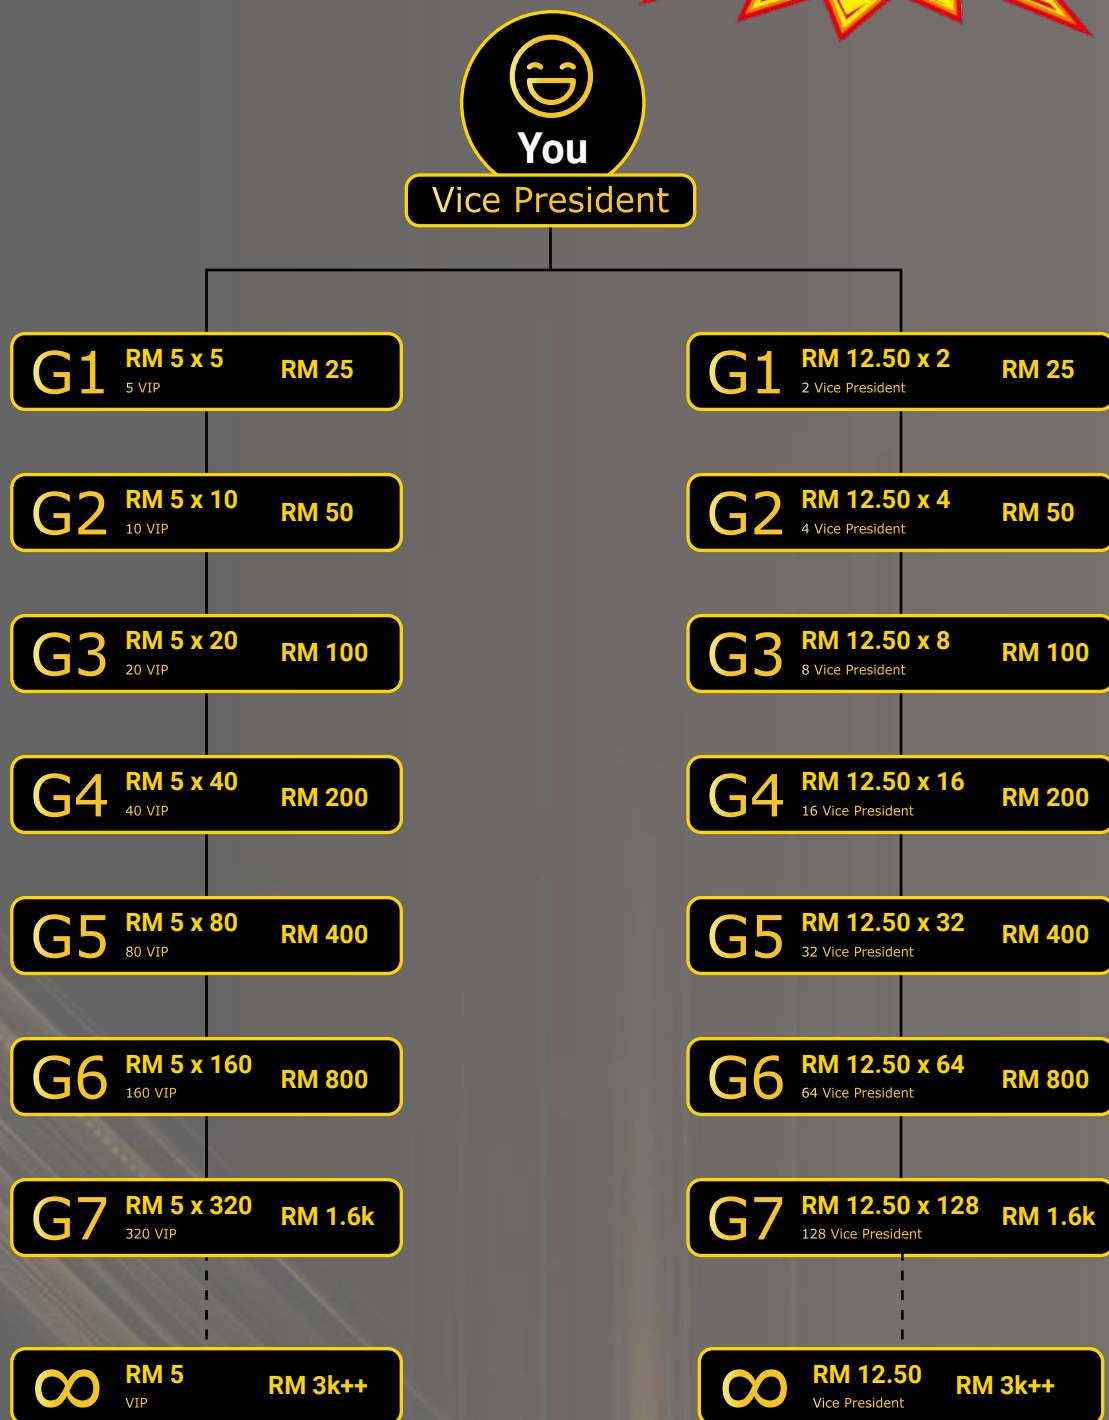 You
Vice President
G1 RM 5 x 5 RM 25
5 VIP
G1 RM 12.50 x 2 RM 25
2 Vice President
G2 RM 5 x 10 RM 50
10 VIP
G2 RM 12.50 x 4 RM 50
4 Vice President
G3 RM 5 x 20 RM 100
20 VIP
G3 RM 12.50 x 8 RM 100
8 Vice President
G4 RM 5 x 40 RM 200
40 VIP
G4 RM 12.50 x 16 RM 200
16 Vice President
G5 RM 5 x 80 RM 400
80 VIP
G5 RM 12.50 x 32 RM 400
32 Vice President
G6 RM 5 x 160 RM 800
160 VIP
G6 RM 12.50 x 64 RM 800
64 Vice President
G7 RM 5 x 320 RM 1.6k
320 VIP
G7 RM 12.50 x 128 RM 1.6k
128 Vice President
∞ RM 5 RM 3k++
VIP
∞ RM 12.50 RM 3k++
Vice President